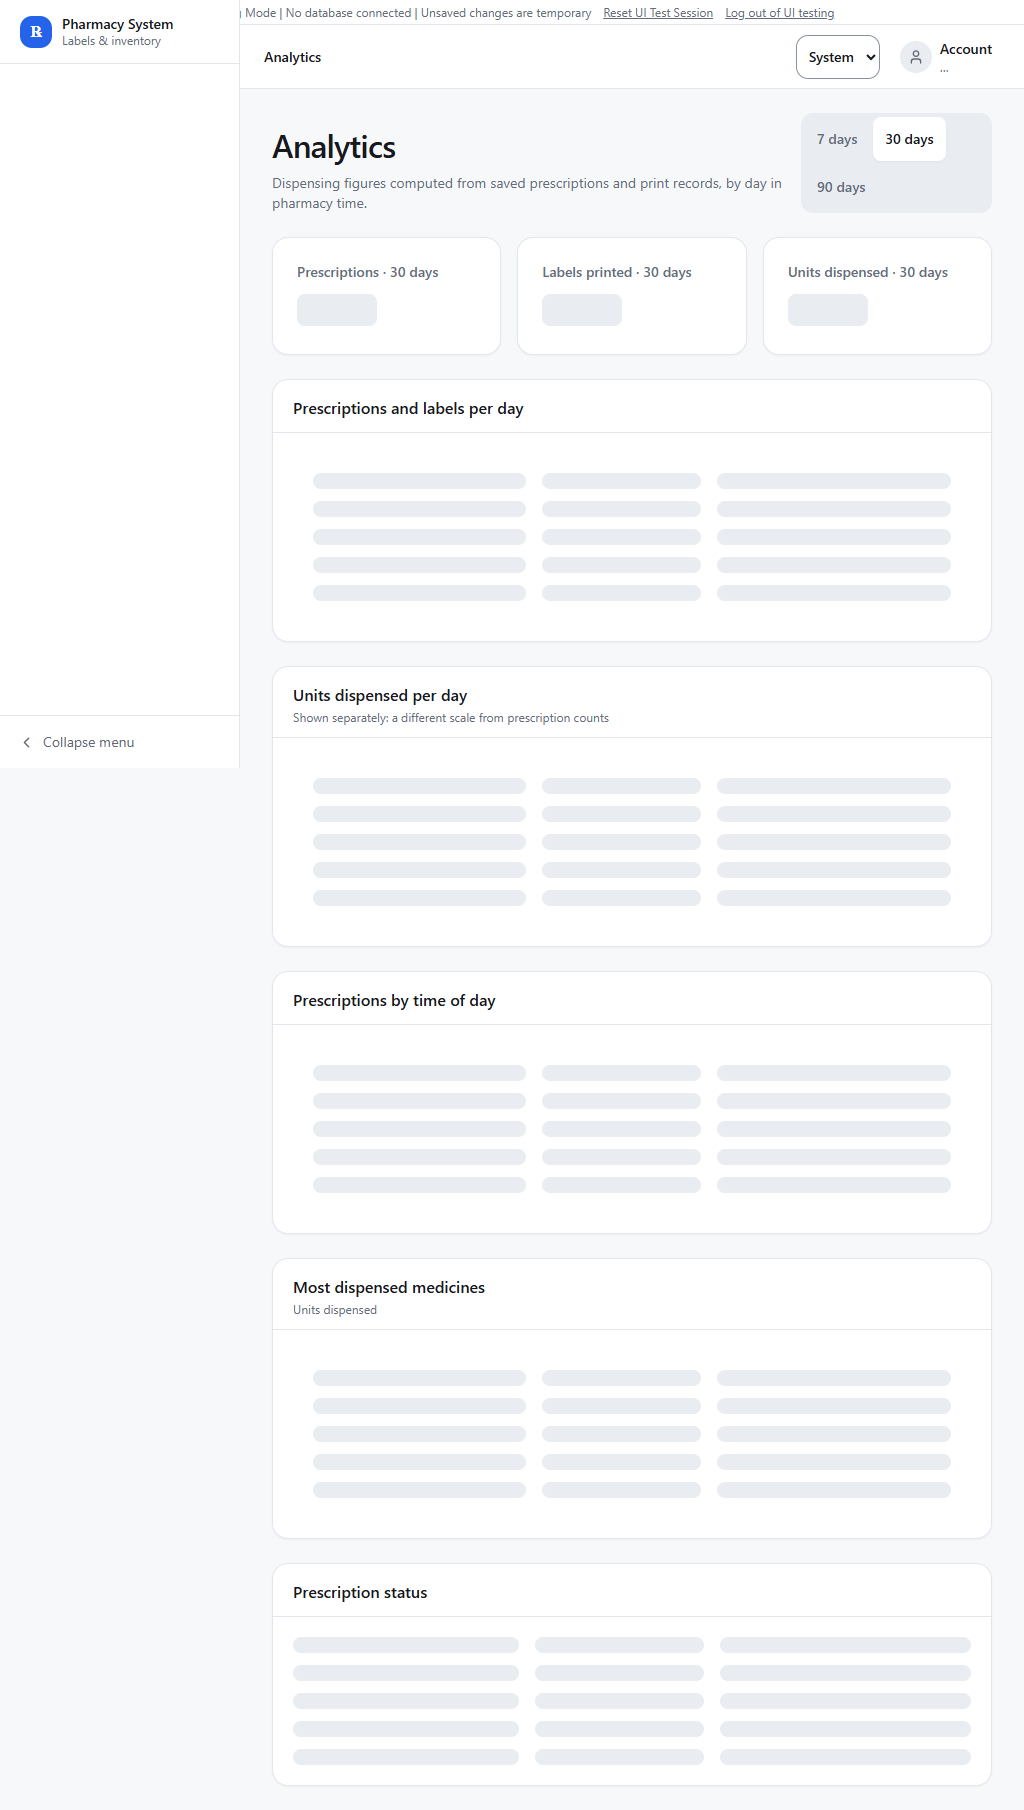 Pharmacy System
Labels & inventory
Mode | No database connected | Unsaved changes are temporary Reset UI Test Session Log out of UI testing
Analytics
System
Account
...
Analytics
Dispensing figures computed from saved prescriptions and print records, by day in
pharmacy time.
7 days
30 days
90 days
Prescriptions · 30 days
Labels printed · 30 days
Units dispensed · 30 days
Prescriptions and labels per day
Units dispensed per day
Shown separately: a different scale from prescription counts
Prescriptions by time of day
Most dispensed medicines
Units dispensed
Prescription status
Collapse menu